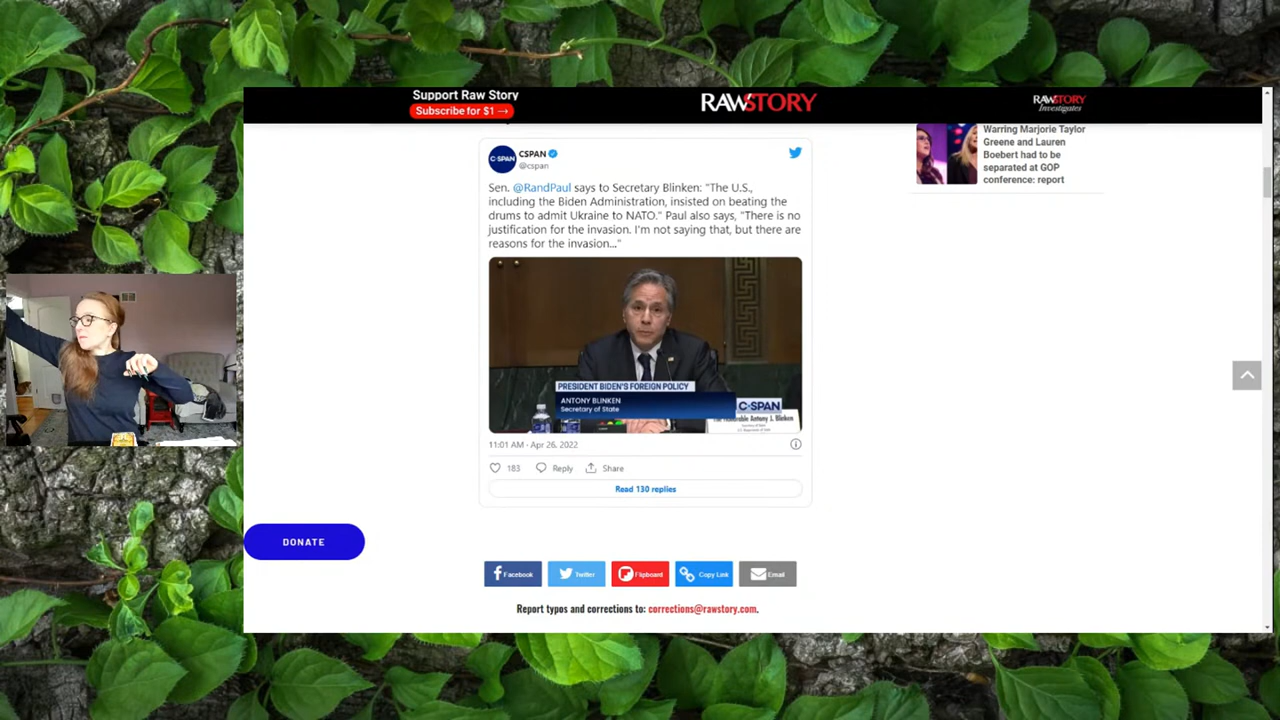 Support Raw Story
Subscribe for $1 →
RAWSTORY
RAWSTORY
Investigates
CSPAN
@cspan
Sen. @RandPaul says to Secretary Blinken: "The U.S.,
including the Biden Administration, insisted on beating the
drums to admit Ukraine to NATO." Paul also says, "There is no
justification for the invasion. I'm not saying that, but there are
reasons for the invasion..."
C-SPAN
PRESIDENT BIDEN'S FOREIGN POLICY
ANTONY BLINKEN
Secretary of State
C-SPAN
The Honorable Antony J. Blinken
11:01 AM · Apr 26, 2022
183 Reply Share
Read 130 replies
Warring Marjorie Taylor
Greene and Lauren
Boebert had to be
separated at GOP
conference: report
DONATE
Facebook Twitter Flipboard Copy Link Email
Report typos and corrections to: corrections@rawstory.com.